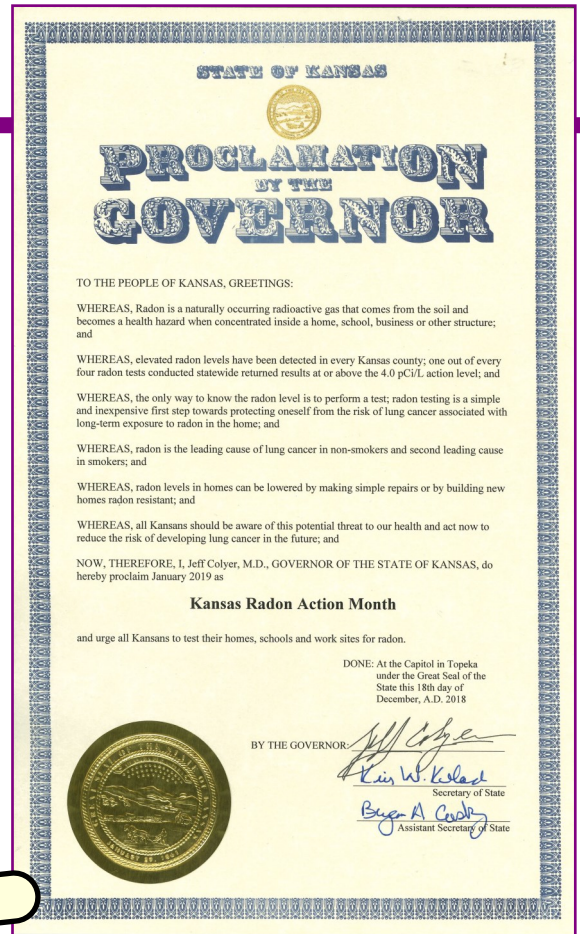 STATE OF KANSAS
PROCLAMATION
BY THE
GOVERNOR
TO THE PEOPLE OF KANSAS, GREETINGS:
WHEREAS, Radon is a naturally occurring radioactive gas that comes from the soil and
becomes a health hazard when concentrated inside a home, school, business or other structure;
and
WHEREAS, elevated radon levels have been detected in every Kansas county; one out of every
four radon tests conducted statewide returned results at or above the 4.0 pCi/L action level; and
WHEREAS, the only way to know the radon level is to perform a test; radon testing is a simple
and inexpensive first step towards protecting oneself from the risk of lung cancer associated with
long-term exposure to radon in the home; and
WHEREAS, radon is the leading cause of lung cancer in non-smokers and second leading cause
in smokers; and
WHEREAS, radon levels in homes can be lowered by making simple repairs or by building new
homes radon resistant; and
WHEREAS, all Kansans should be aware of this potential threat to our health and act now to
reduce the risk of developing lung cancer in the future; and
NOW, THEREFORE, I, Jeff Colyer, M.D., GOVERNOR OF THE STATE OF KANSAS, do
hereby proclaim January 2019 as
Kansas Radon Action Month
and urge all Kansans to test their homes, schools and work sites for radon.
DONE: At the Capitol in Topeka
under the Great Seal of the
State this 18th day of
December, A.D. 2018
BY THE GOVERNOR: Jeff Colyer
Secretary of State
Assistant Secretary of State
GREAT SEAL OF THE STATE OF KANSAS
JANUARY 29, 1861